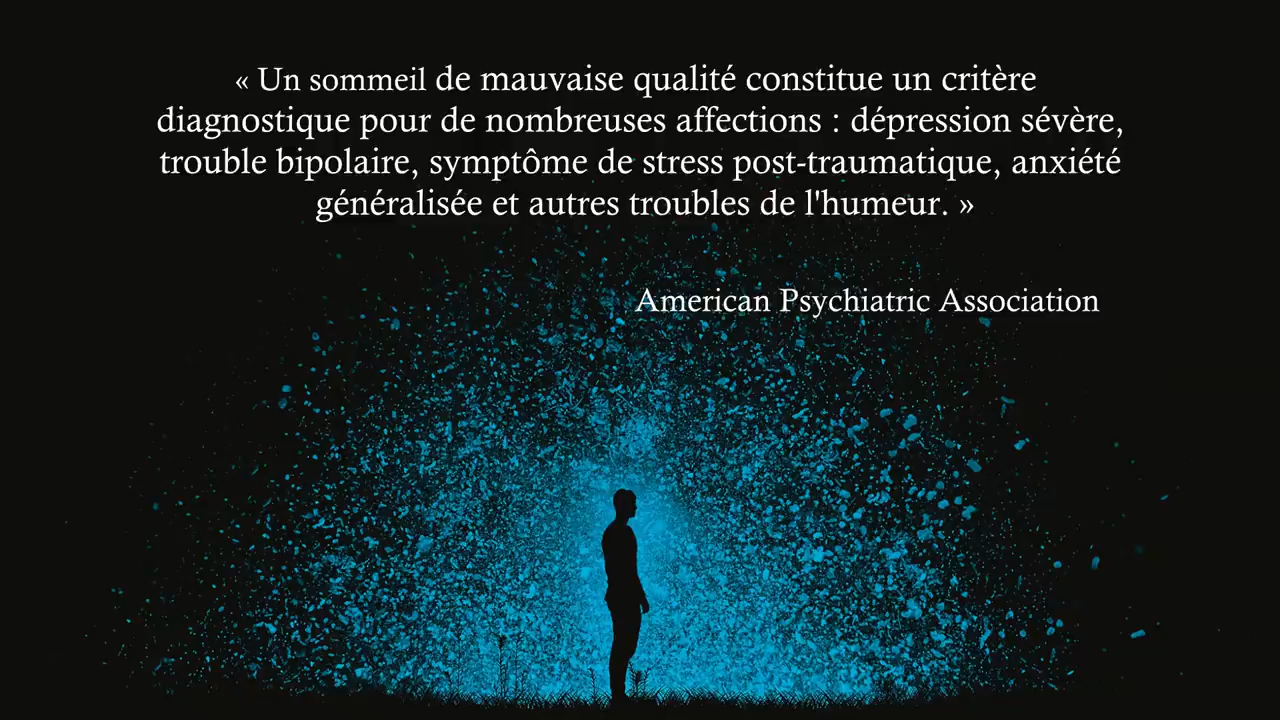 « Un sommeil de mauvaise qualité constitue un critère
diagnostique pour de nombreuses affections : dépression sévère,
trouble bipolaire, symptôme de stress post-traumatique, anxiété
généralisée et autres troubles de l'humeur. »
American Psychiatric Association